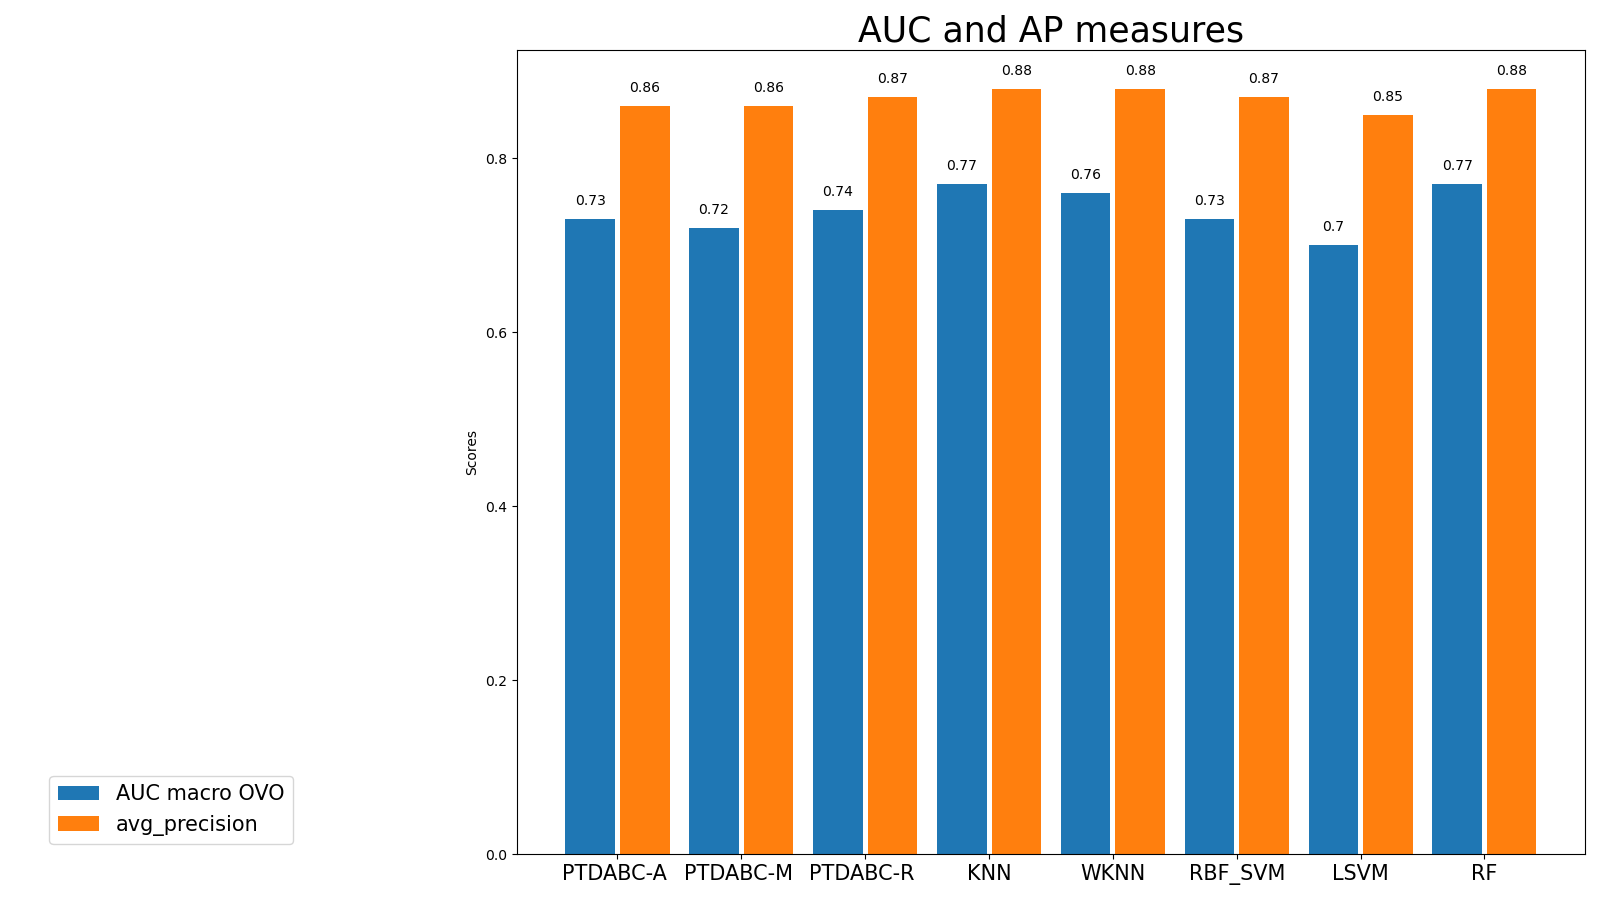 AUC and AP measures
0.86 0.86 0.87 0.88 0.88 0.87 0.85 0.88
0.73 0.72 0.74 0.77 0.76 0.73 0.7 0.77
0.8
0.6
0.4
0.2
0.0
Scores
PTDABC-A PTDABC-M PTDABC-R KNN WKNN RBF_SVM LSVM RF
AUC macro OVO
avg_precision